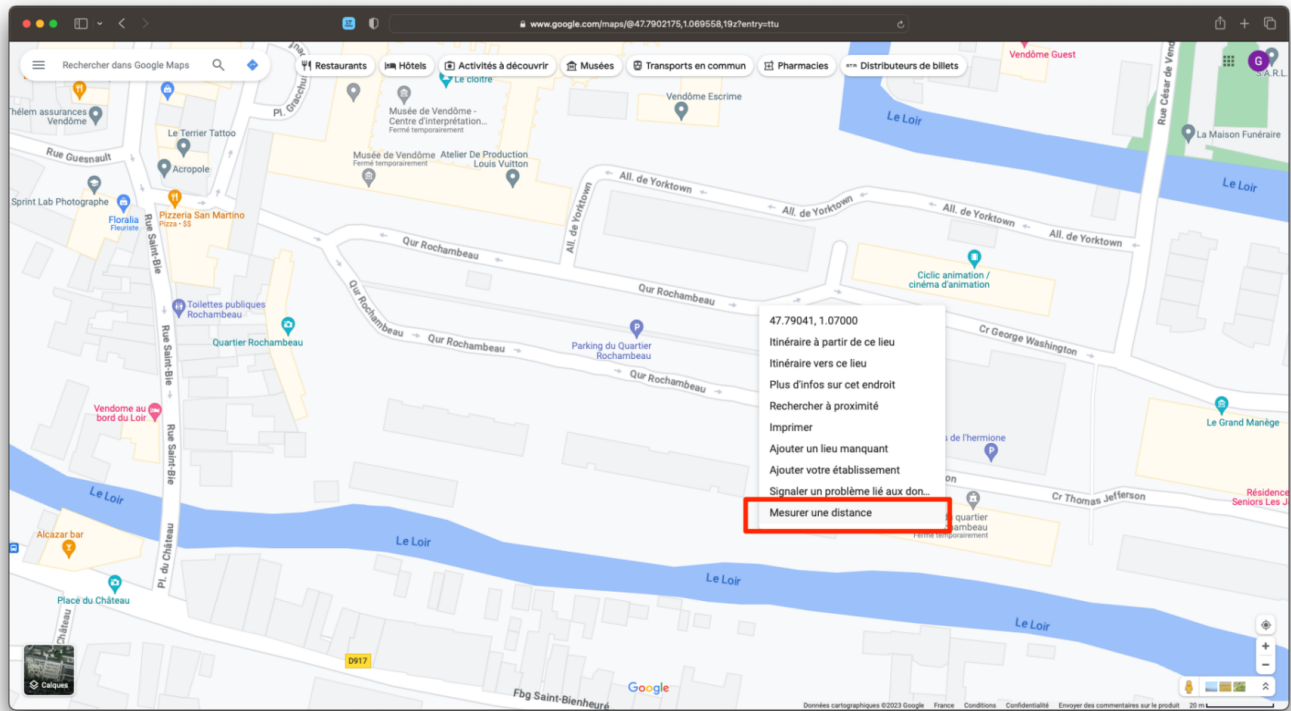 www.google.com/maps/@47.7902175,1.069558,19z?entry=ttu
Rechercher dans Google Maps
Restaurants
Hôtels
Activités à découvrir
Musées
Transports en commun
Pharmacies
Distributeurs de billets
G
Vendôme Guest
S.A.R.L.
Pl. Gracchus
Le cloître
Musée de Vendôme -
Centre d'interprétation...
Fermé temporairement
Vendôme Escrime
Le Loir
Rue César de Vend
La Maison Funéraire
Thélem assurances
Vendôme
Le Terrier Tattoo
Rue Guesnault
Acropole
Musée de Vendôme
Fermé temporairement
Atelier De Production
Louis Vuitton
All. de Yorktown
Le Loir
Sprint Lab Photographe
Floralia
Fleuriste
Pizzeria San Martino
Pizza • $$
Rue Saint-Bie
All. de Yorktown
All. de Yorktown
All. de Yorktown
All. de Yorktown
Qur Rochambeau
Ciclic animation /
cinéma d'animation
Qur Rochambeau
Toilettes publiques
Rochambeau
Quartier Rochambeau
Qur Rochambeau
Qur Rochambeau
P
Parking du Quartier
Rochambeau
Cr George Washington
Rue Saint-Bie
Qur Rochambeau
47.79041, 1.07000
Itinéraire à partir de ce lieu
Itinéraire vers ce lieu
Plus d'infos sur cet endroit
Rechercher à proximité
Imprimer
Ajouter un lieu manquant
Ajouter votre établissement
Signaler un problème lié aux don...
Mesurer une distance
Vendome au
bord du Loir
Le Grand Manège
s de l'hermione
P
Rue Saint-Bie
on
Cr Thomas Jefferson
Résidence
Seniors Les J
quartier
hambeau
Fermé temporairement
Le Loir
Alcazar bar
Le Loir
Pl. du Château
Le Loir
Place du Château
Château
Le Loir
D917
Calques
Fbg Saint-Bienheuré
Google
Données cartographiques ©2023 Google
France
Conditions
Confidentialité
Envoyer des commentaires sur le produit
20 m